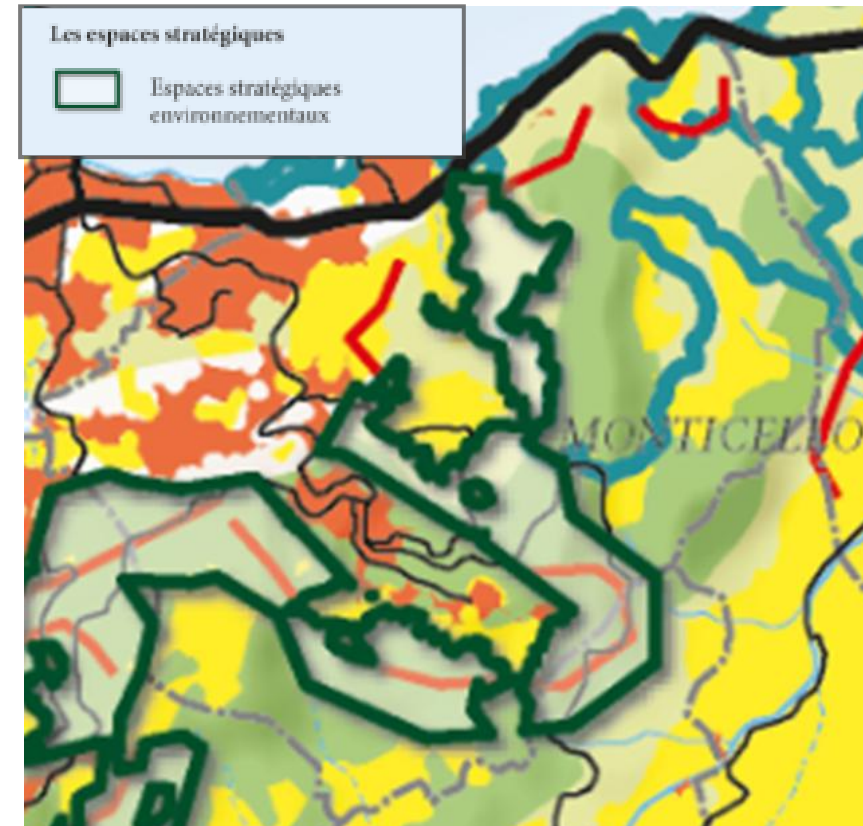 Les espaces stratégiques
Espaces stratégiques
environnementaux
MONTICELLO